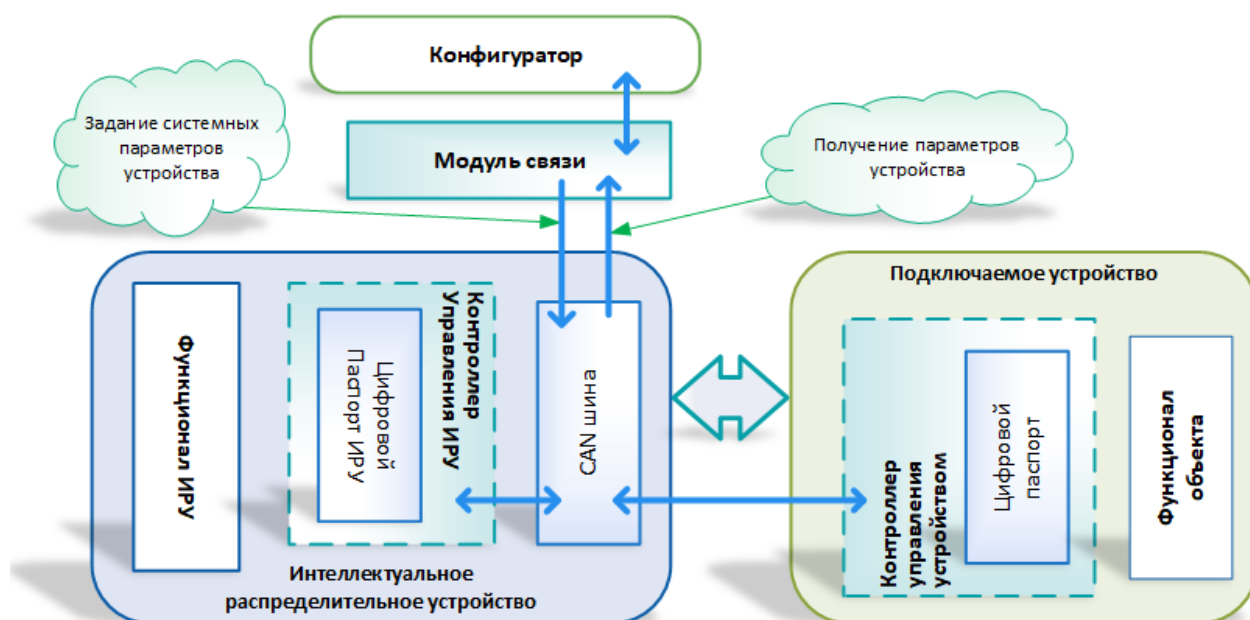 Конфигуратор
Задание системных
параметров
устройства
Модуль связи
Получение параметров
устройства
Подключаемое устройство
Функционал ИРУ
Цифровой
Паспорт ИРУ
Контроллер
Управления ИРУ
CAN шина
Контроллер
управления
устройством
Цифровой
паспорт
Функционал
объекта
Интеллектуальное
распределительное устройство